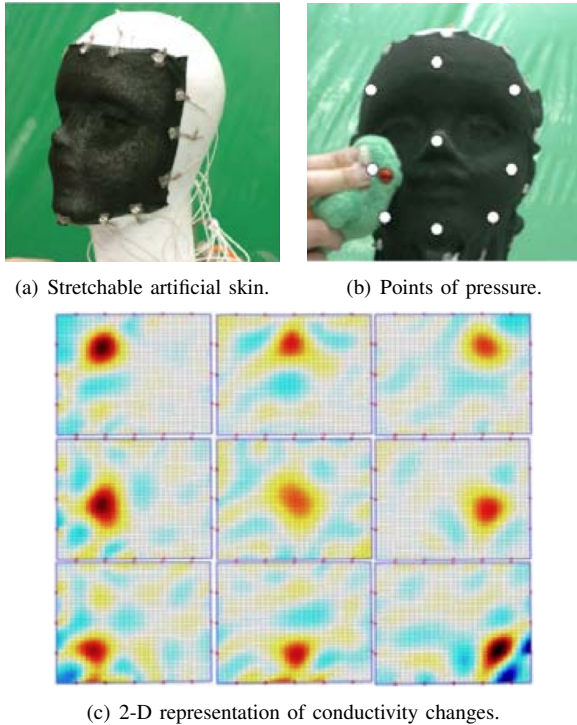 (a) Stretchable artificial skin.
(b) Points of pressure.
(c) 2-D representation of conductivity changes.